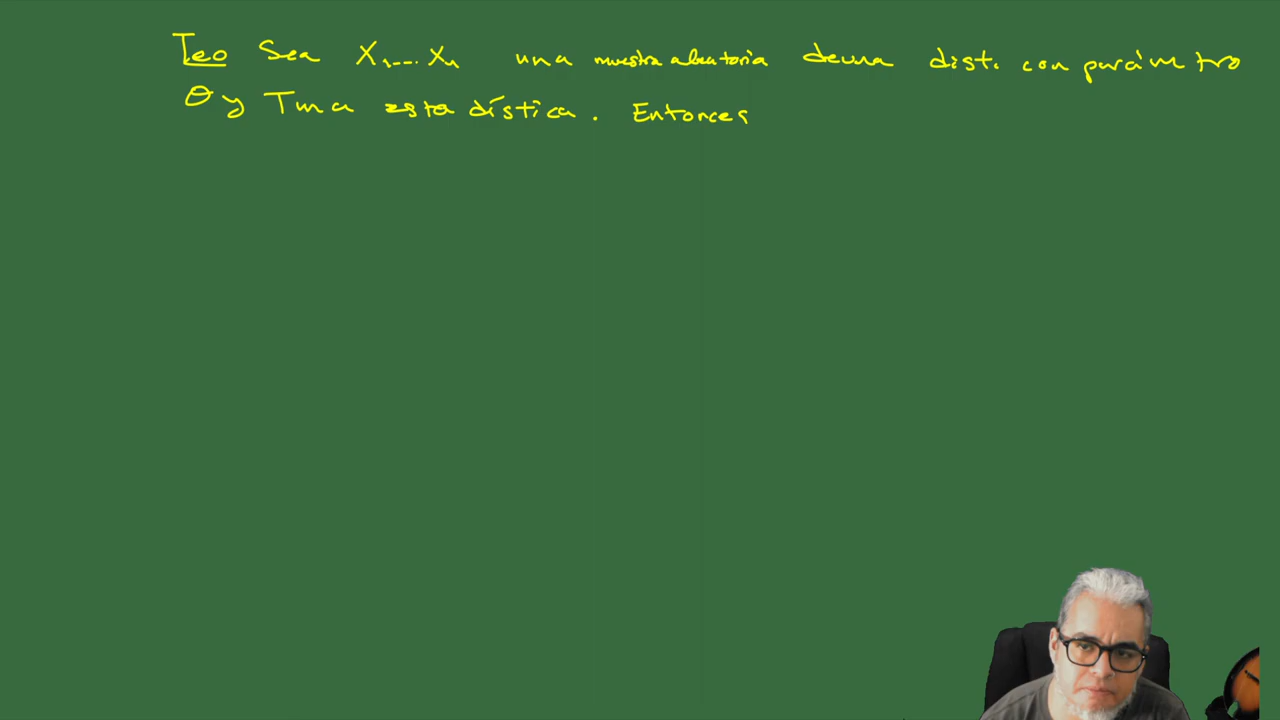 Teo Sea X₁,... Xₙ una muestra aleatoria de una dist. con parámetro
θ y T una estadística. Entonces